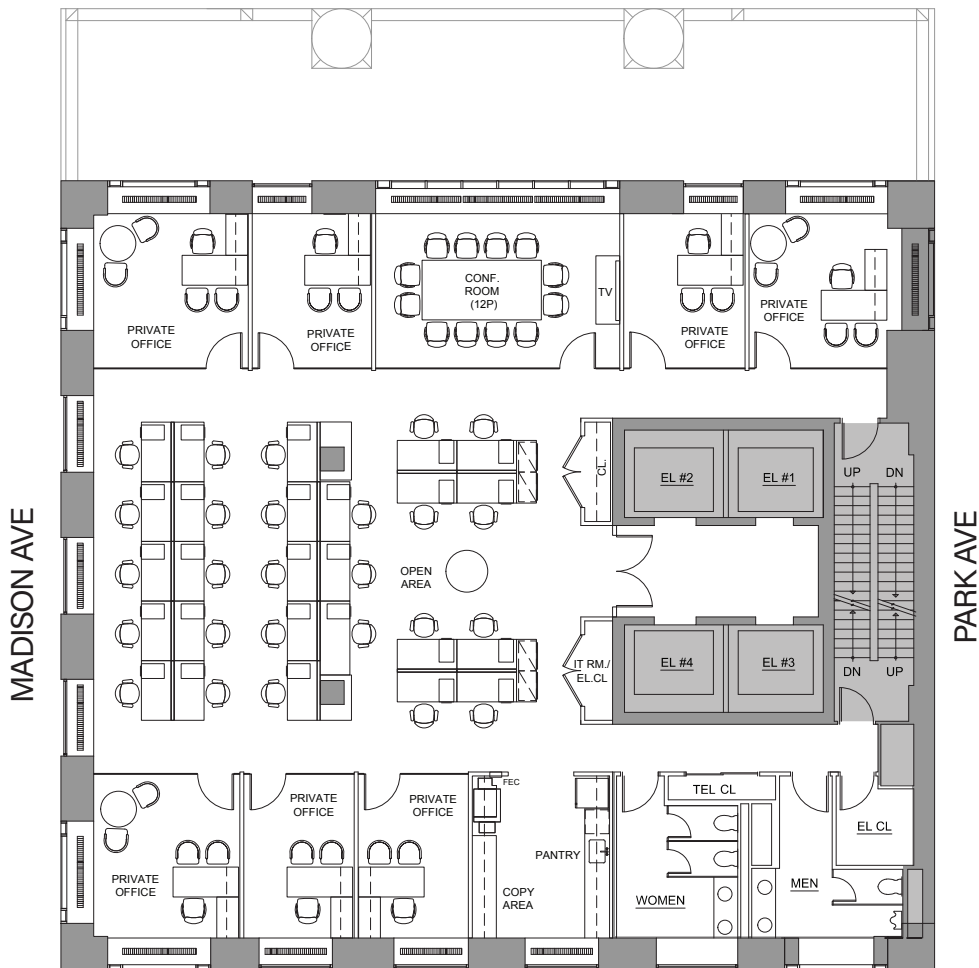 CONF.
ROOM
(12P)
TV
PRIVATE
OFFICE
PRIVATE
OFFICE
PRIVATE
OFFICE
PRIVATE
OFFICE
MADISON AVE
PARK AVE
CL.
EL #2
EL #1
UP
DN
OPEN
AREA
IT RM./
EL.CL
EL #4
EL #3
DN
UP
FEC
TEL CL
PRIVATE
OFFICE
PRIVATE
OFFICE
PRIVATE
OFFICE
PANTRY
COPY
AREA
WOMEN
MEN
EL CL